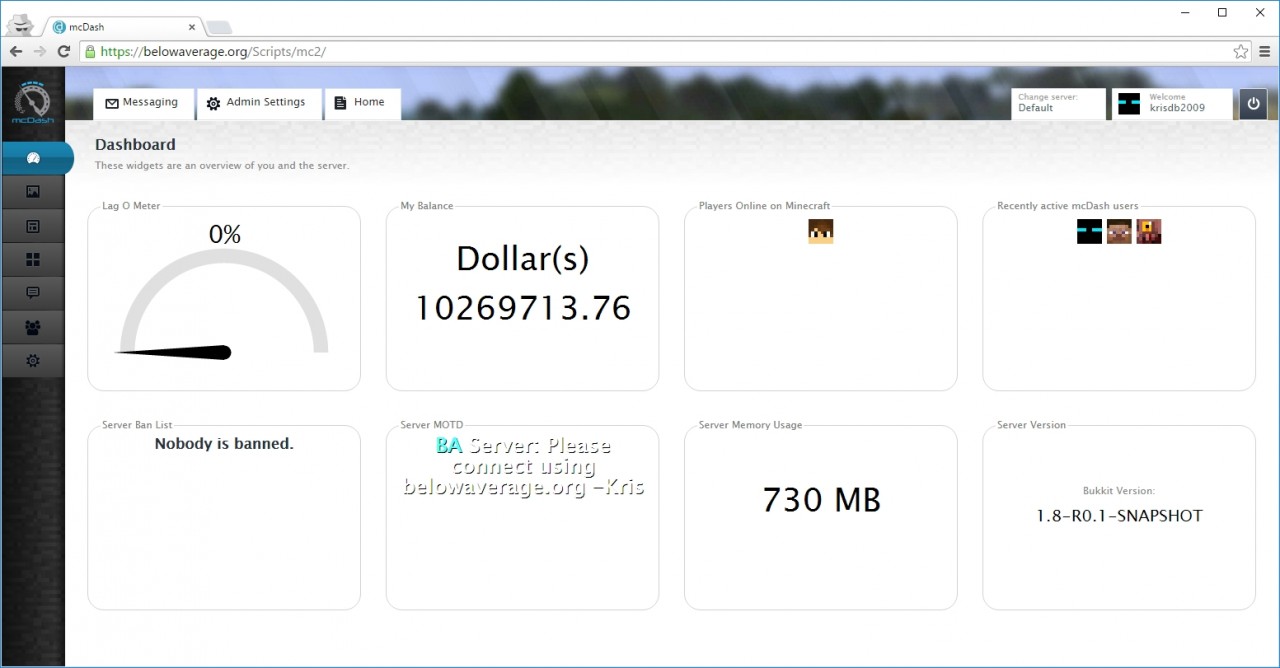 mcDash
https://belowaverage.org/Scripts/mc2/
mcDash
Messaging
Admin Settings
Home
Change server:
Default
Welcome
krisdb2009
Dashboard
These widgets are an overview of you and the server.
Lag O Meter
0%
My Balance
Dollar(s)
10269713.76
Players Online on Minecraft
Recently active mcDash users
Server Ban List
Nobody is banned.
Server MOTD
BA Server: Please
connect using
belowaverage.org -Kris
Server Memory Usage
730 MB
Server Version
Bukkit Version:
1.8-R0.1-SNAPSHOT